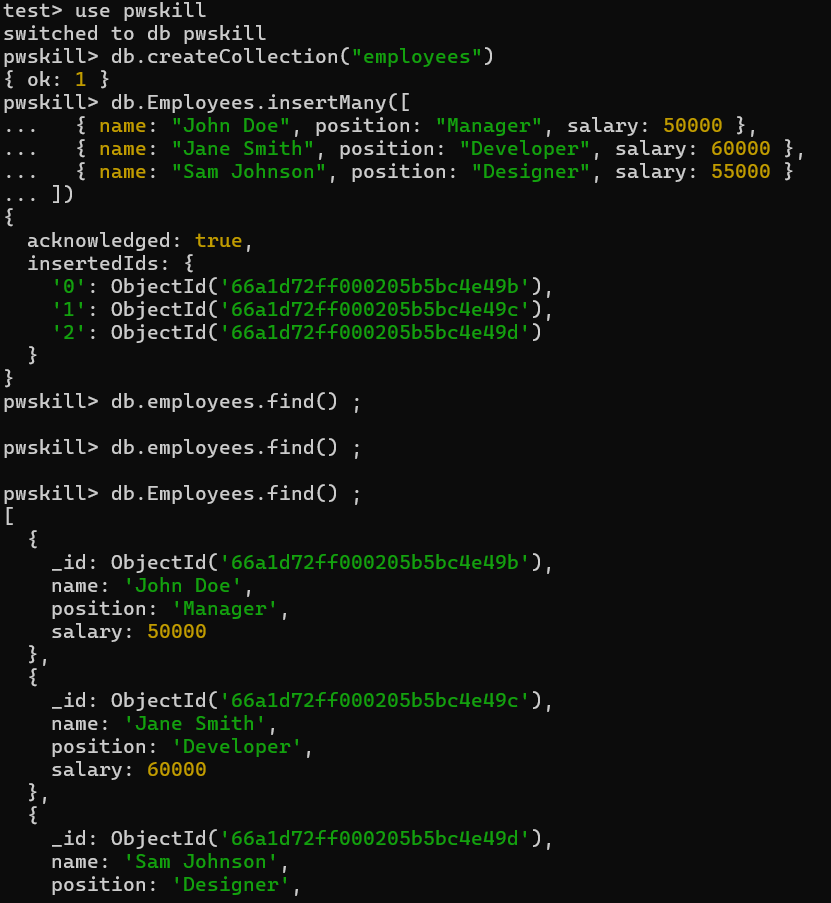 test> use pwskill
switched to db pwskill
pwskill> db.createCollection("employees")
{ ok: 1 }
pwskill> db.Employees.insertMany([
...   { name: "John Doe", position: "Manager", salary: 50000 },
...   { name: "Jane Smith", position: "Developer", salary: 60000 },
...   { name: "Sam Johnson", position: "Designer", salary: 55000 }
... ])
{
  acknowledged: true,
  insertedIds: {
    '0': ObjectId('66a1d72ff000205b5bc4e49b'),
    '1': ObjectId('66a1d72ff000205b5bc4e49c'),
    '2': ObjectId('66a1d72ff000205b5bc4e49d')
  }
}
pwskill> db.employees.find() ;

pwskill> db.employees.find() ;

pwskill> db.Employees.find() ;
[
  {
    _id: ObjectId('66a1d72ff000205b5bc4e49b'),
    name: 'John Doe',
    position: 'Manager',
    salary: 50000
  },
  {
    _id: ObjectId('66a1d72ff000205b5bc4e49c'),
    name: 'Jane Smith',
    position: 'Developer',
    salary: 60000
  },
  {
    _id: ObjectId('66a1d72ff000205b5bc4e49d'),
    name: 'Sam Johnson',
    position: 'Designer',